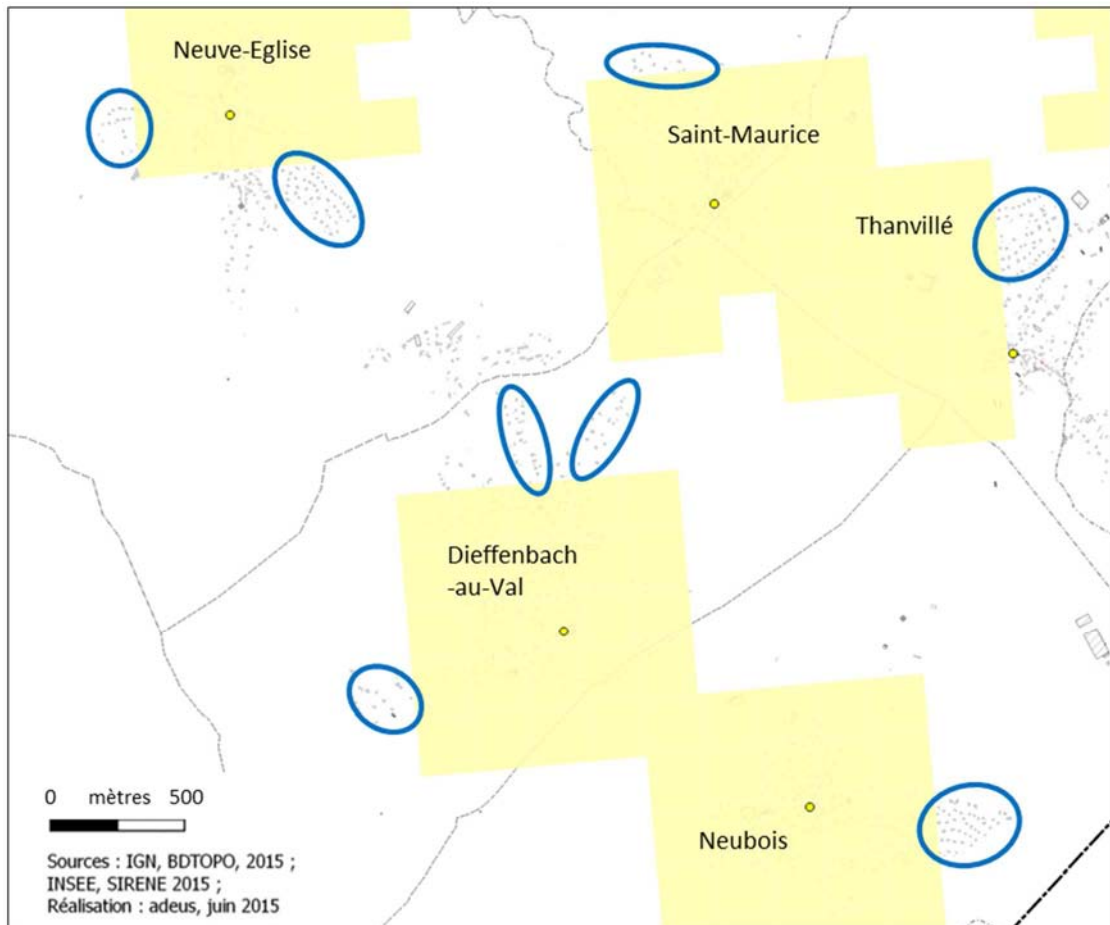 Neuve-Eglise
Saint-Maurice
Thanvillé
Dieffenbach
-au-Val
Neubois
0 mètres 500
Sources : IGN, BDTOPO, 2015 ;
INSEE, SIRENE 2015 ;
Réalisation : adeus, juin 2015